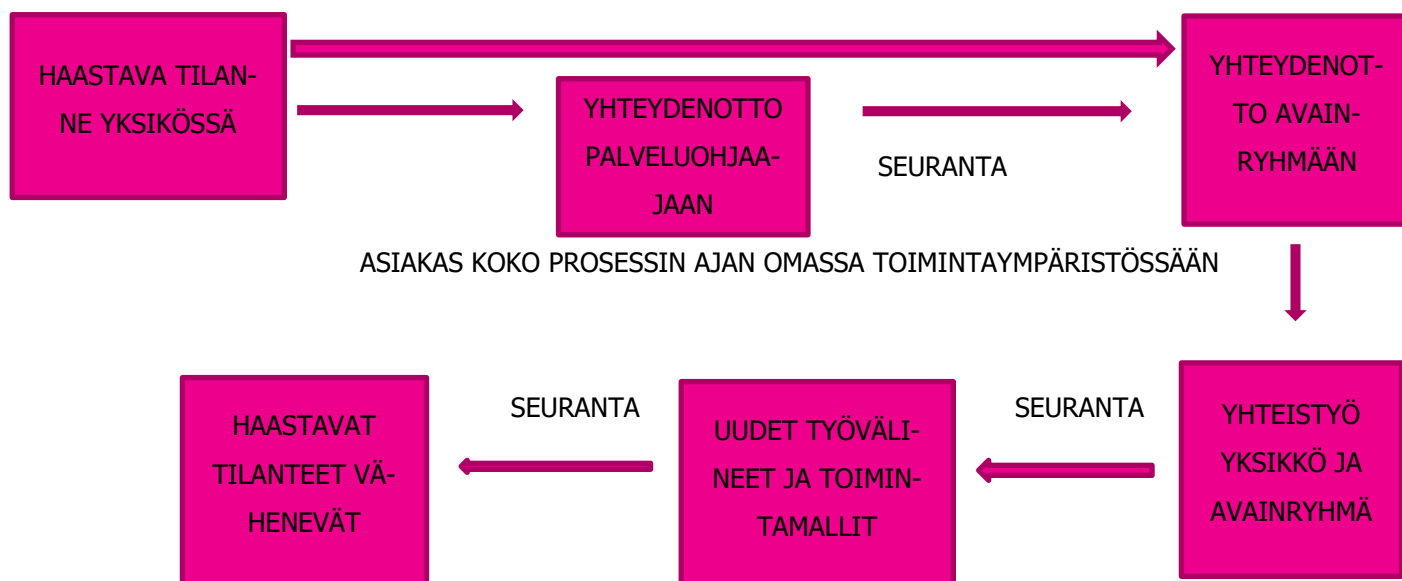 HAASTAVA TILAN-
NE YKSIKÖSSÄ
YHTEYDENOTTO
PALVELUOHJAA-
JAAN
SEURANTA
YHTEYDENOT-
TO AVAIN-
RYHMÄÄN
ASIAKAS KOKO PROSESSIN AJAN OMASSA TOIMINTAYMPÄRISTÖSSÄÄN
HAASTAVAT
TILANTEET VÄ-
HENEVÄT
SEURANTA
UUDET TYÖVÄLI-
NEET JA TOIMIN-
TAMALLIT
SEURANTA
YHTEISTYÖ
YKSIKKÖ JA
AVAINRYHMÄ